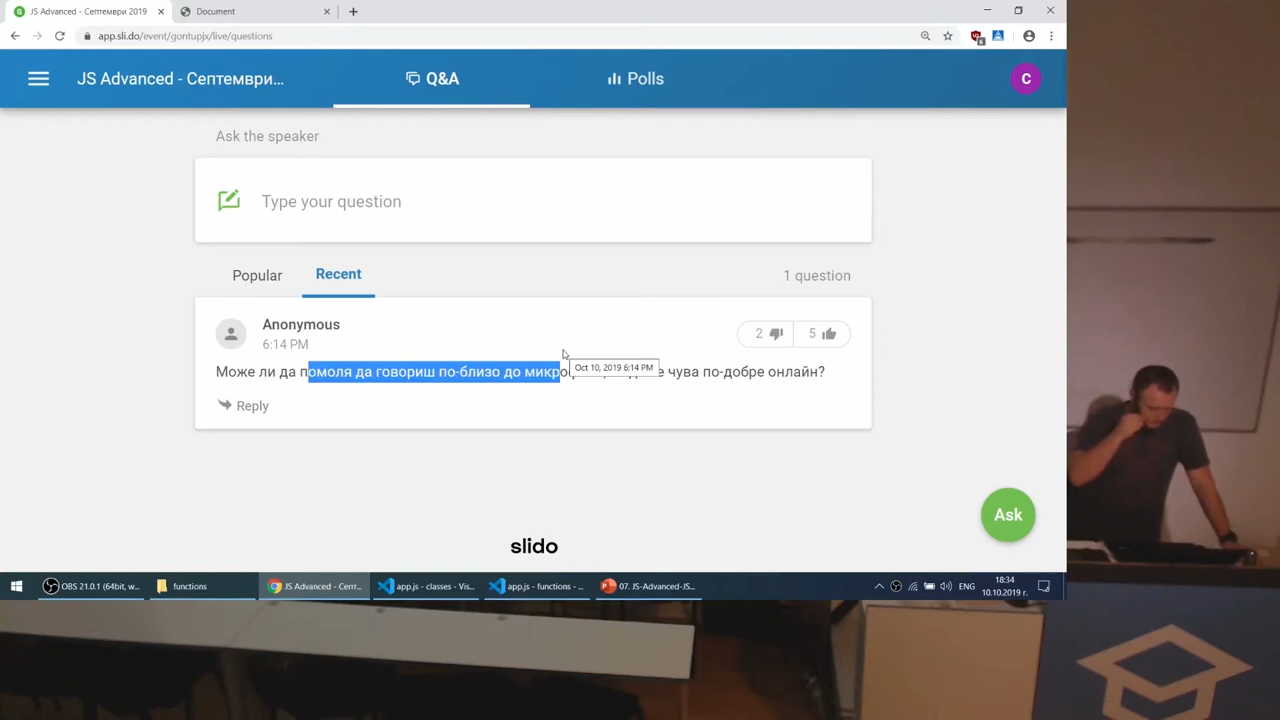 JS Advanced - Септември 2019
Document
app.sli.do/event/gontupjx/live/questions
JS Advanced - Септември...
Q&A
Polls
C
Ask the speaker
Type your question
Popular
Recent
1 question
Anonymous
6:14 PM
2
5
Може ли да помоля да говориш по-близо до микро
е чува по-добре онлайн?
Oct 10, 2019 6:14 PM
Reply
Ask
slido
OBS 21.0.1 (64bit, w...
functions
JS Advanced - Септ...
app.js - classes - Vis...
app.js - functions - ...
07. JS-Advanced-JS...
ЕНГ
18:34
10.10.2019 г.